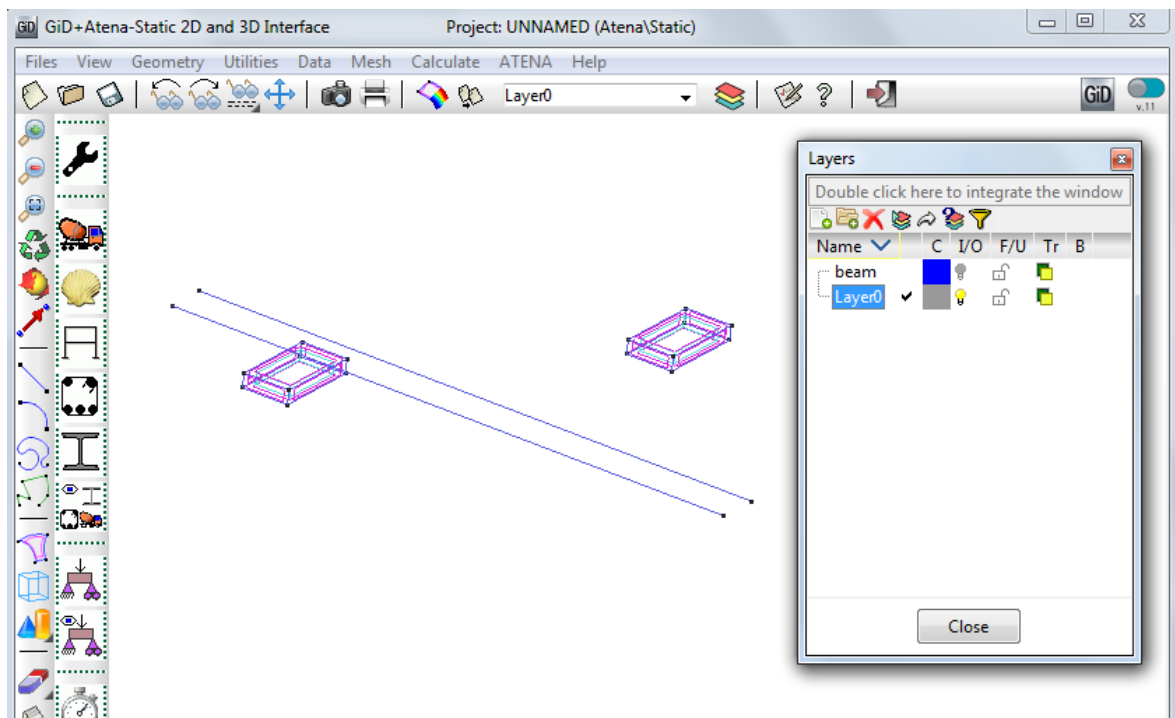 GiD GiD+Atena-Static 2D and 3D Interface Project: UNNAMED (Atena\Static)
Files View Geometry Utilities Data Mesh Calculate ATENA Help
Layer0 GiD v.11
Layers
Double click here to integrate the window
Name C I/O F/U Tr B
beam
Layer0
Close